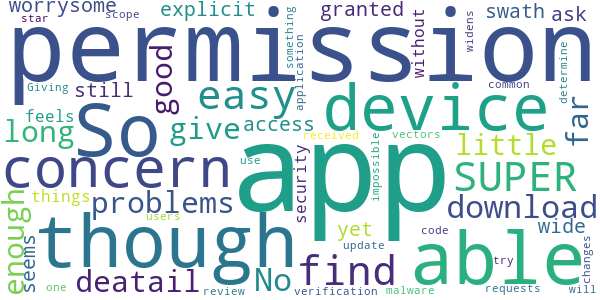 worrysome explicit something granted without swath ask
star scope application widens
permission
Giving still good determine
So easy device far
long feels give access common
received vectors
concern impossible little
enough things problems security use SUPER
users yet download
though app able wide
seems No find update code try changes
deatail verification malware requests
one review will